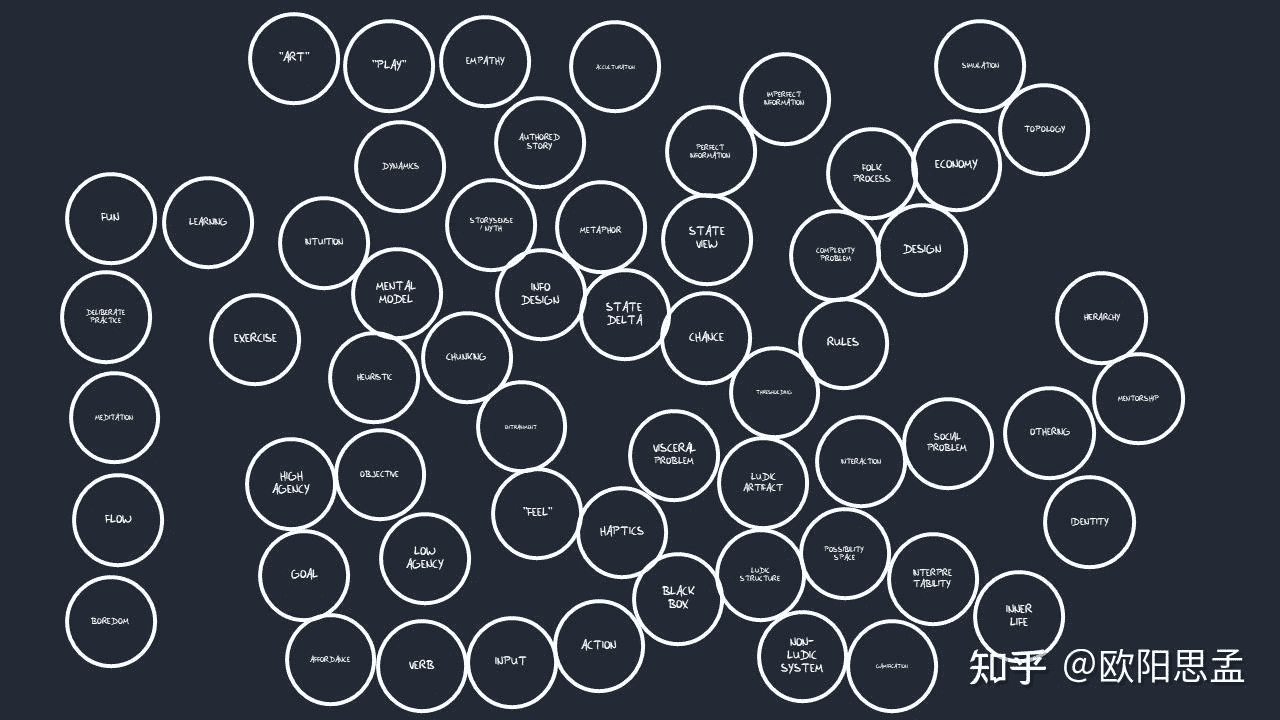 "ART"
"PLAY"
EMPATHY
ACCULTURATION
SIMULATION
IMPERFECT
INFORMATION
TOPOLOGY
AUTHORED
STORY
DYNAMICS
PERFECT
INFORMATION
FOLK
PROCESS
ECONOMY
FUN
LEARNING
INTUITION
STORYSENSE
/ MYTH
METAPHOR
STATE
VIEW
COMPLEXITY
PROBLEM
DESIGN
MENTAL
MODEL
INFO
DESIGN
STATE
DELTA
DELIBERATE
PRACTICE
EXERCISE
CHANCE
RULES
HIERARCHY
HEURISTIC
CHUNKING
THRESHOLDING
MENTORSHIP
MEDITATION
ENTRAINMENT
VISCERAL
PROBLEM
INTERACTION
SOCIAL
PROBLEM
OTHERING
HIGH
AGENCY
OBJECTIVE
LUDIC
ARTIFACT
FLOW
"FEEL"
HAPTICS
IDENTITY
LOW
AGENCY
POSSIBILITY
SPACE
GOAL
LUDIC
STRUCTURE
INTERPRE
TABILITY
BOREDOM
BLACK
BOX
INNER
LIFE
AFFORDANCE
VERB
INPUT
ACTION
NON-
LUDIC
SYSTEM
GAMIFICATION
知乎 @欧阳思孟